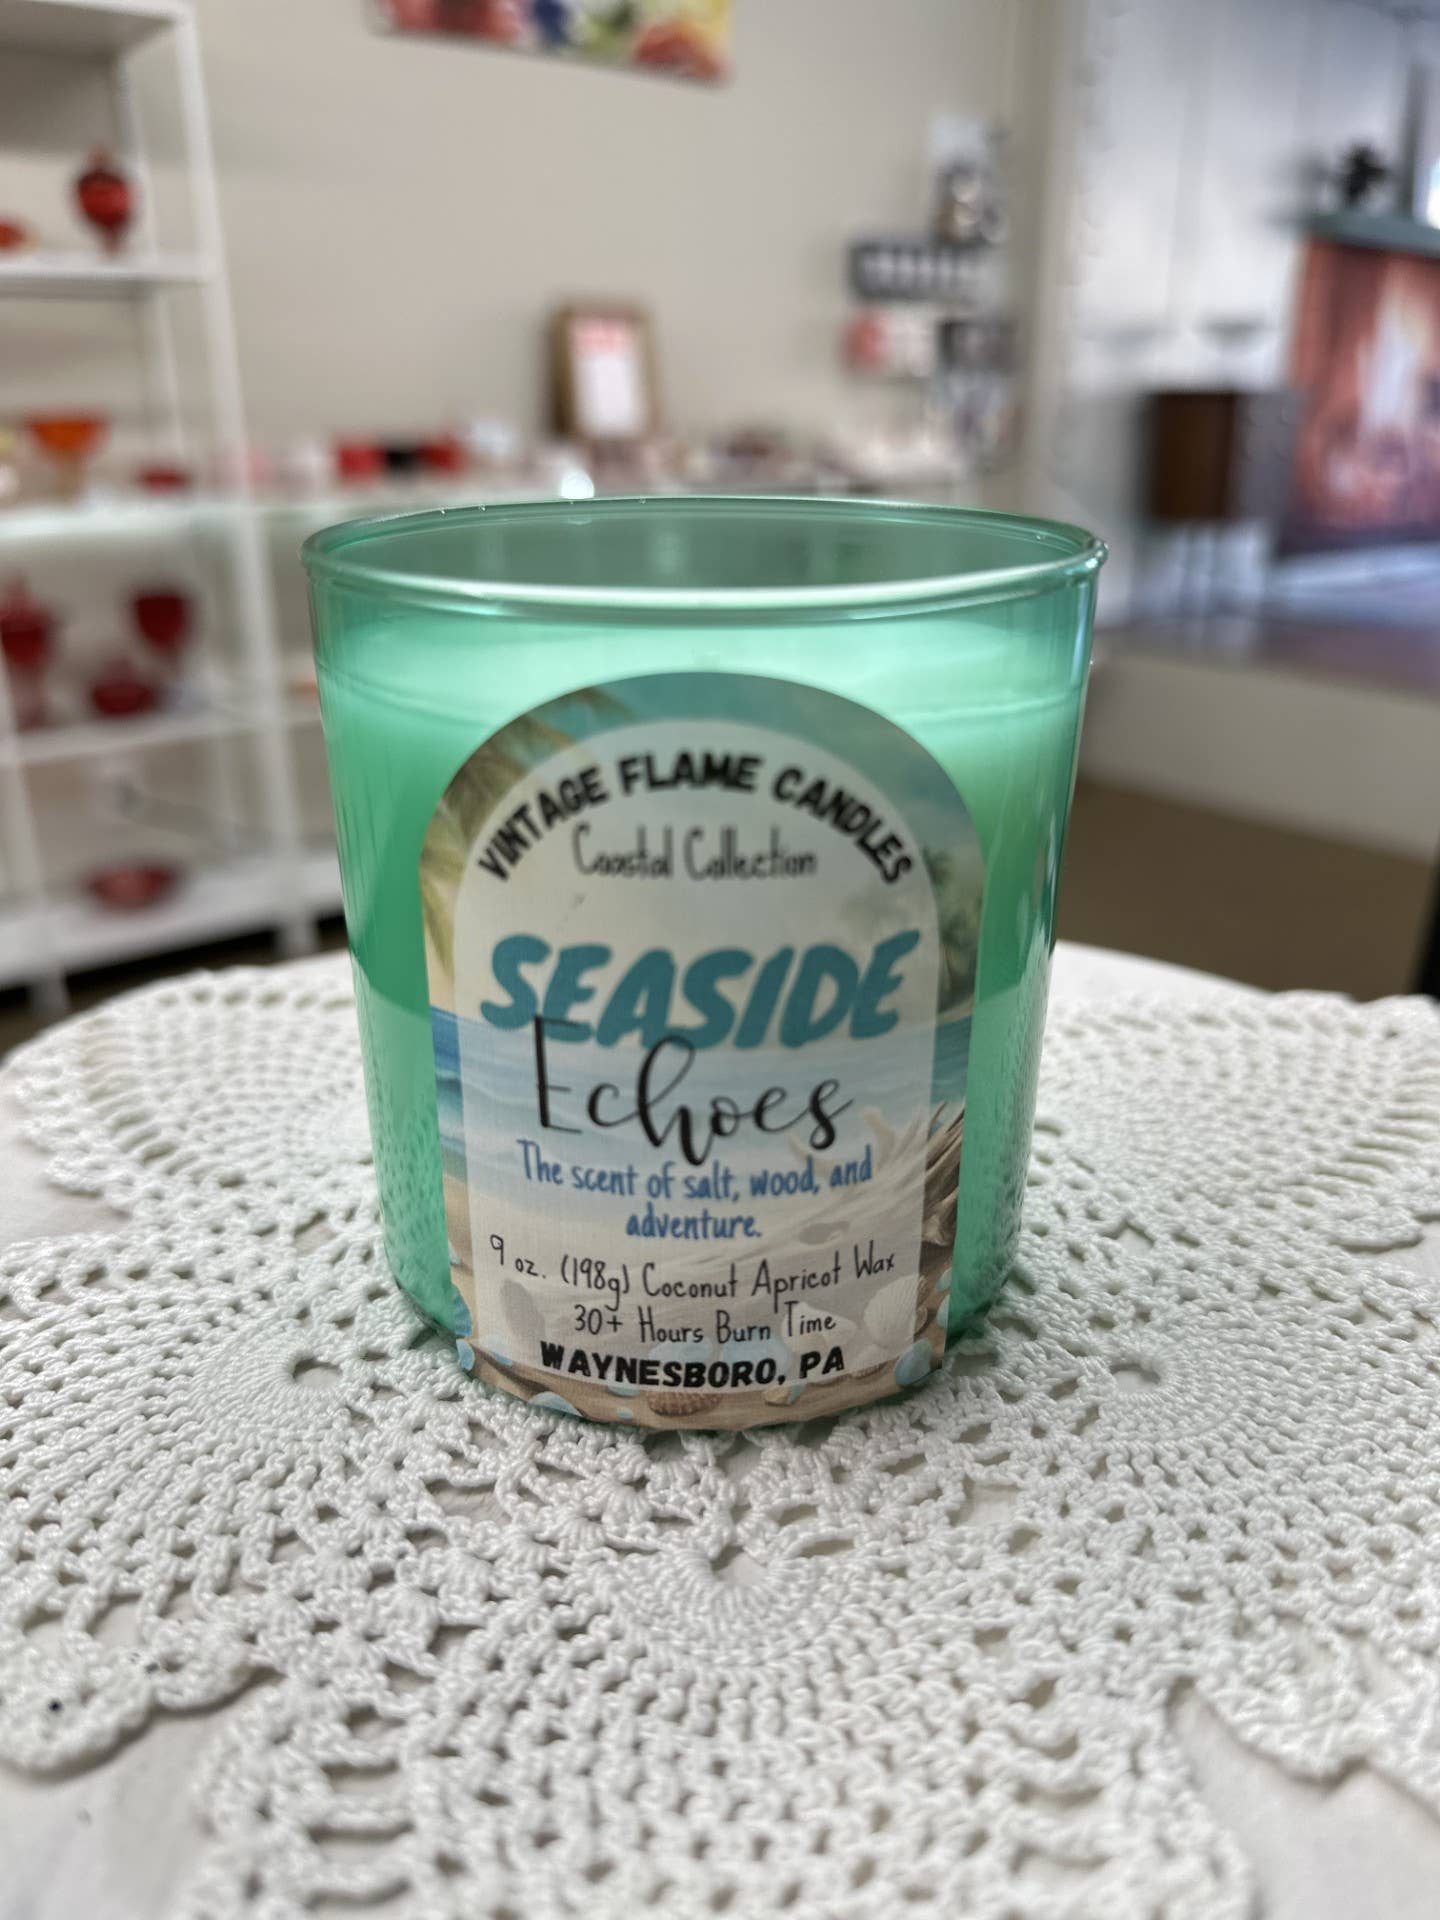 VINTAGE FLAME CANDLES
Coastal Collection
SEASIDE
Echoes
The scent of salt, wood, and
adventure.
9 oz. (198g) Coconut Apricot Wax
30+ Hours Burn Time
WAYNESBORO, PA